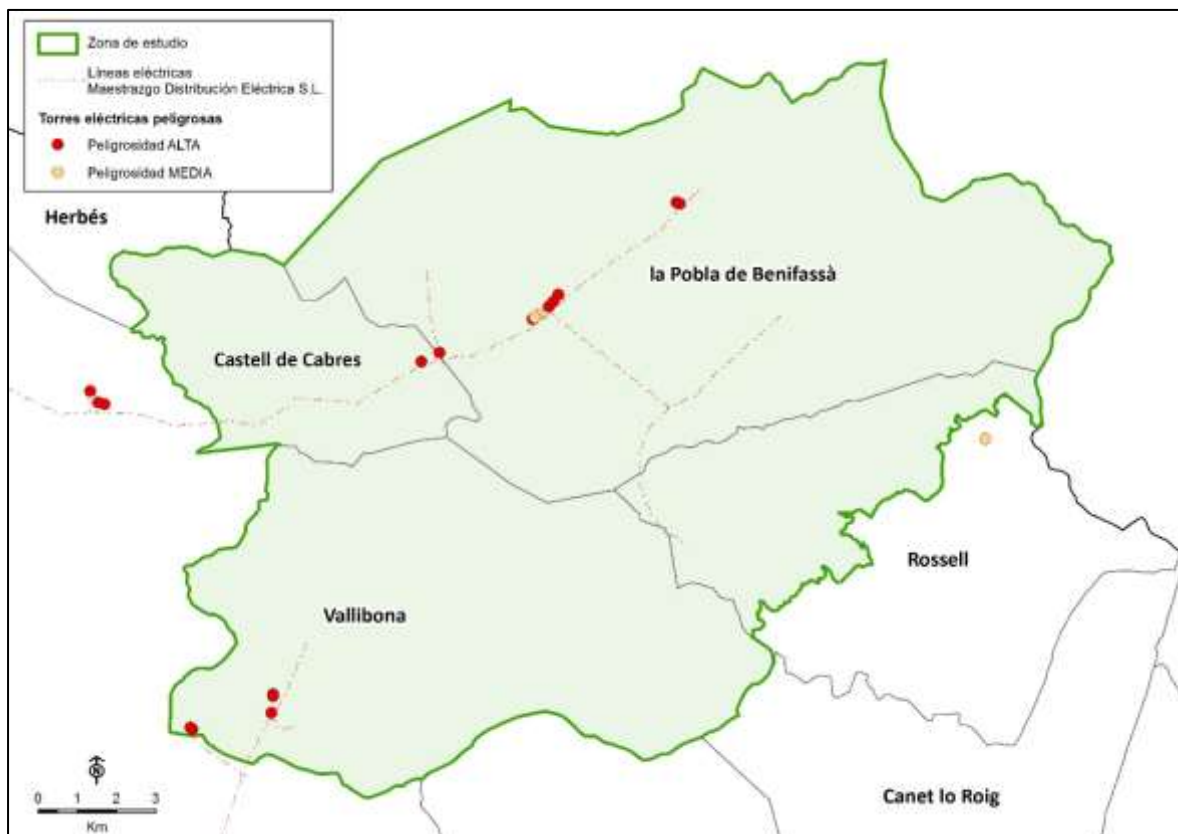 Zona de estudio
Líneas eléctricas
Maestrazgo Distribución Eléctrica S.L.
Torres eléctricas peligrosas
Peligrosidad ALTA
Peligrosidad MEDIA
Herbés
la Pobla de Benifassà
Castell de Cabres
Rossell
Vallibona
N
Canet lo Roig
0 1 2 3
Km